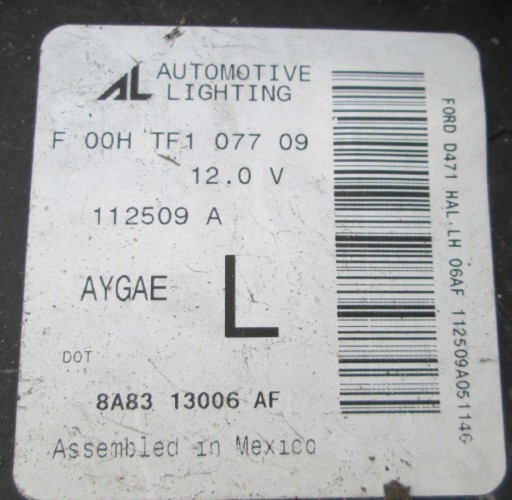 AL AUTOMOTIVE
LIGHTING
F 00H TF1 077 09
12.0 V
112509 A
AYGAE L
DOT
8A83 13006 AF
Assembled in Mexico
FORD D471 HAL.LH 06AF 112509A051146